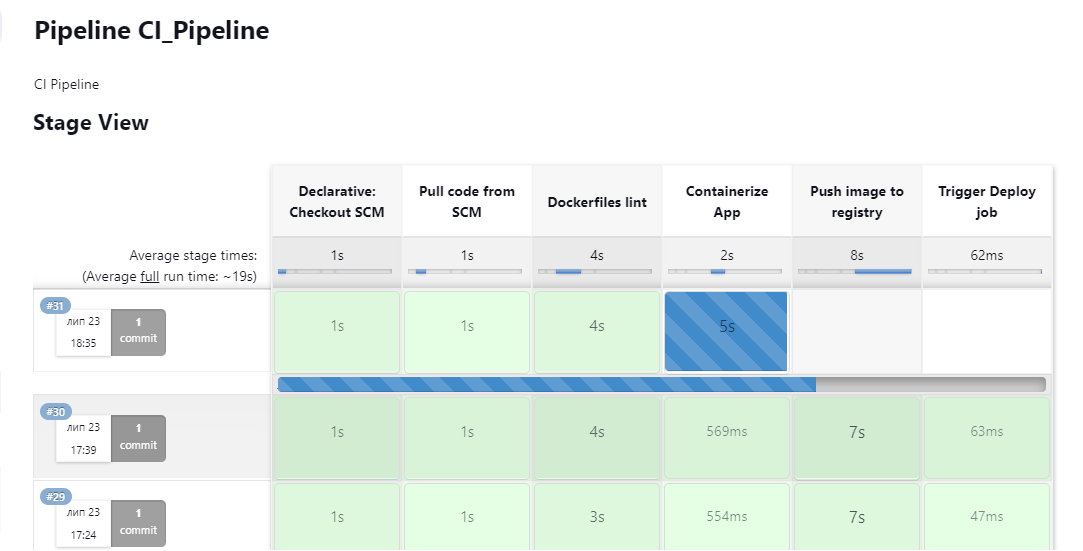 Pipeline CI_Pipeline
CI Pipeline
Stage View
Declarative: Checkout SCM
Pull code from SCM
Dockerfiles lint
Containerize App
Push image to registry
Trigger Deploy job
Average stage times:
(Average full run time: ~19s)
1s
1s
4s
2s
8s
62ms
#31
лип 23
18:35
1
commit
1s
1s
4s
5s
#30
лип 23
17:39
1
commit
1s
1s
4s
569ms
7s
63ms
#29
лип 23
17:24
1
commit
1s
1s
3s
554ms
7s
47ms